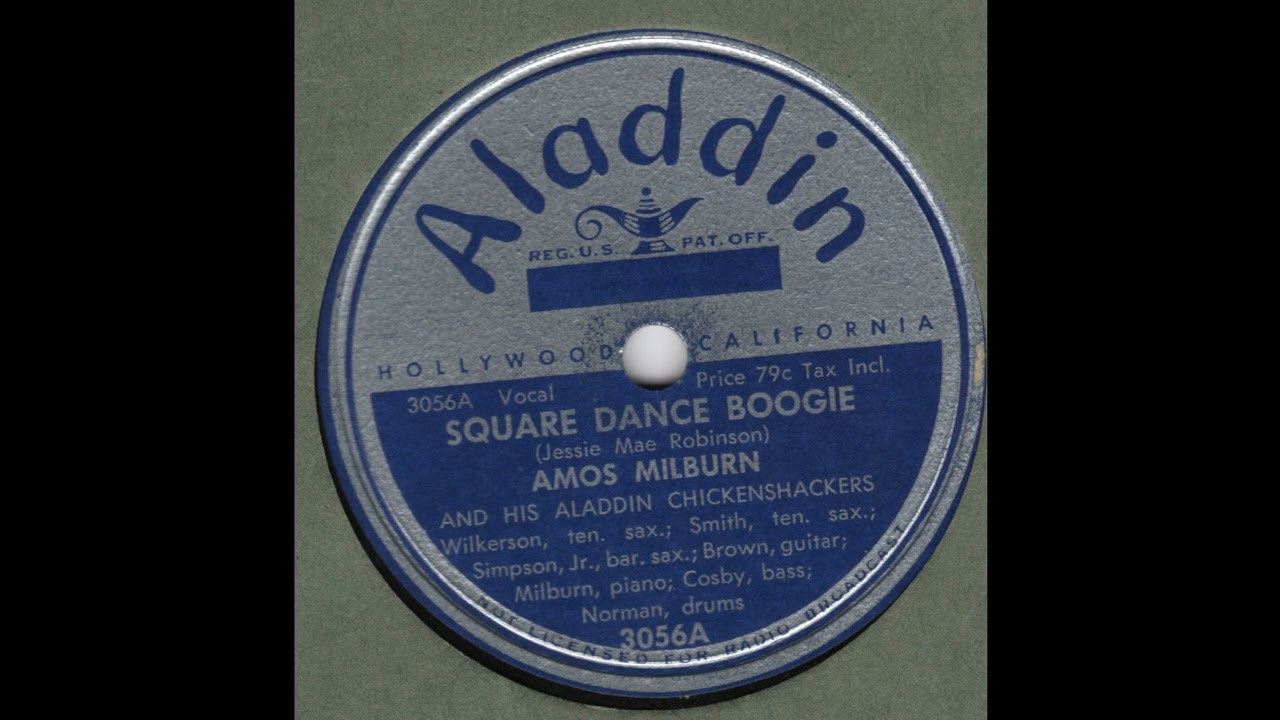 Aladdin
REG. U.S. PAT. OFF.
HOLLYWOOD CALIFORNIA
3056A Vocal Price 79c Tax Incl.
SQUARE DANCE BOOGIE
(Jessie Mae Robinson)
AMOS MILBURN
AND HIS ALADDIN CHICKENSHACKERS
Wilkerson, ten. sax.; Smith, ten. sax.;
Simpson, Jr., bar. sax.; Brown, guitar;
Milburn, piano; Cosby, bass;
Norman, drums
3056A
NOT LICENSED FOR RADIO BROADCAST